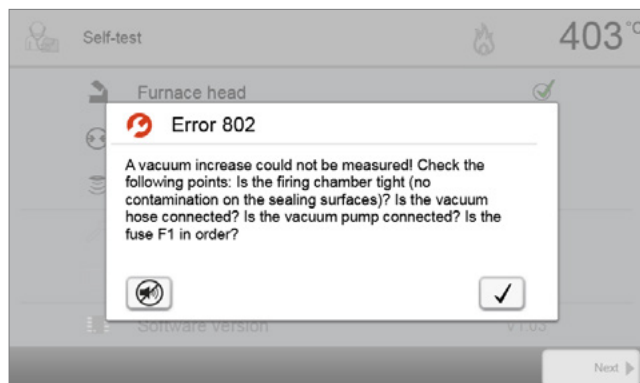 Self-test
403 °C
Furnace head
Error 802
A vacuum increase could not be measured! Check the
following points: Is the firing chamber tight (no
contamination on the sealing surfaces)? Is the vacuum
hose connected? Is the vacuum pump connected? Is the
fuse F1 in order?
Software version
V1.03
Next